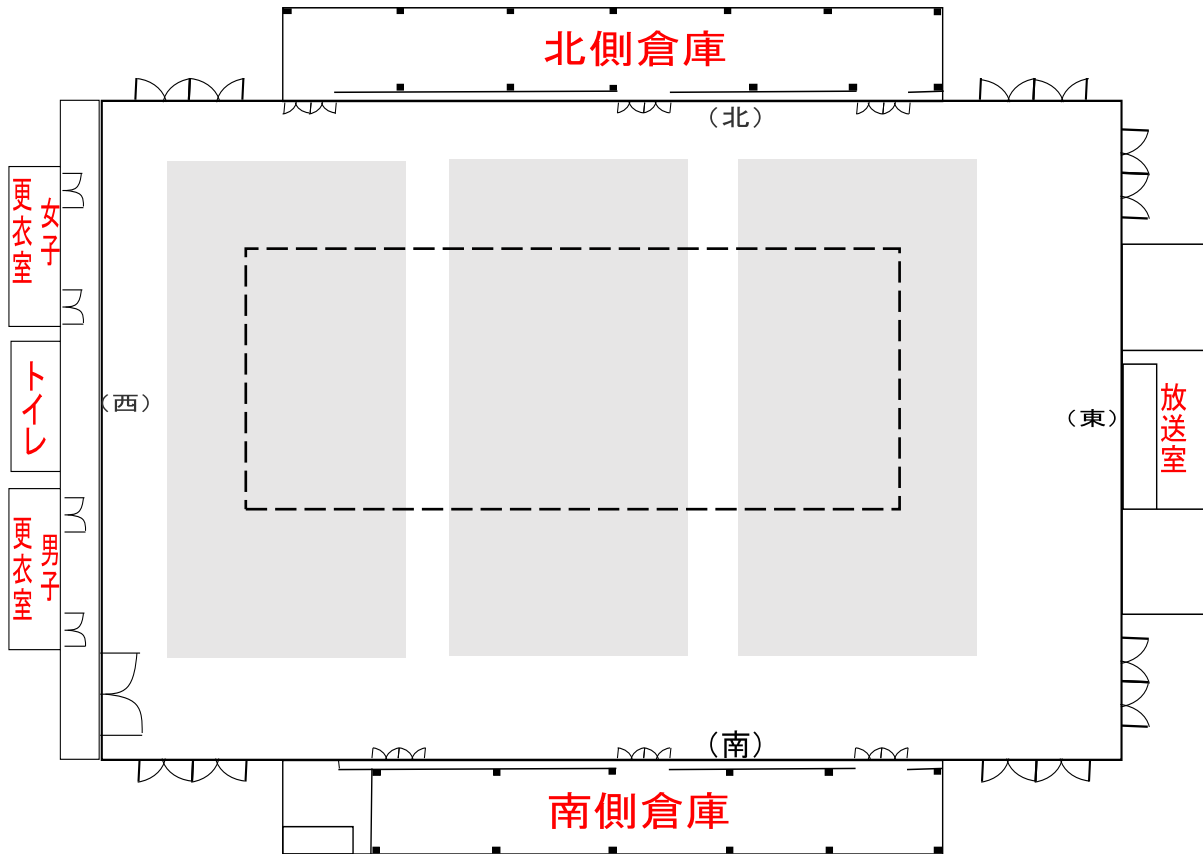 北側倉庫
（北）
女子
更衣室
トイレ
（西）
（東）
放送室
男子
更衣室
（南）
南側倉庫